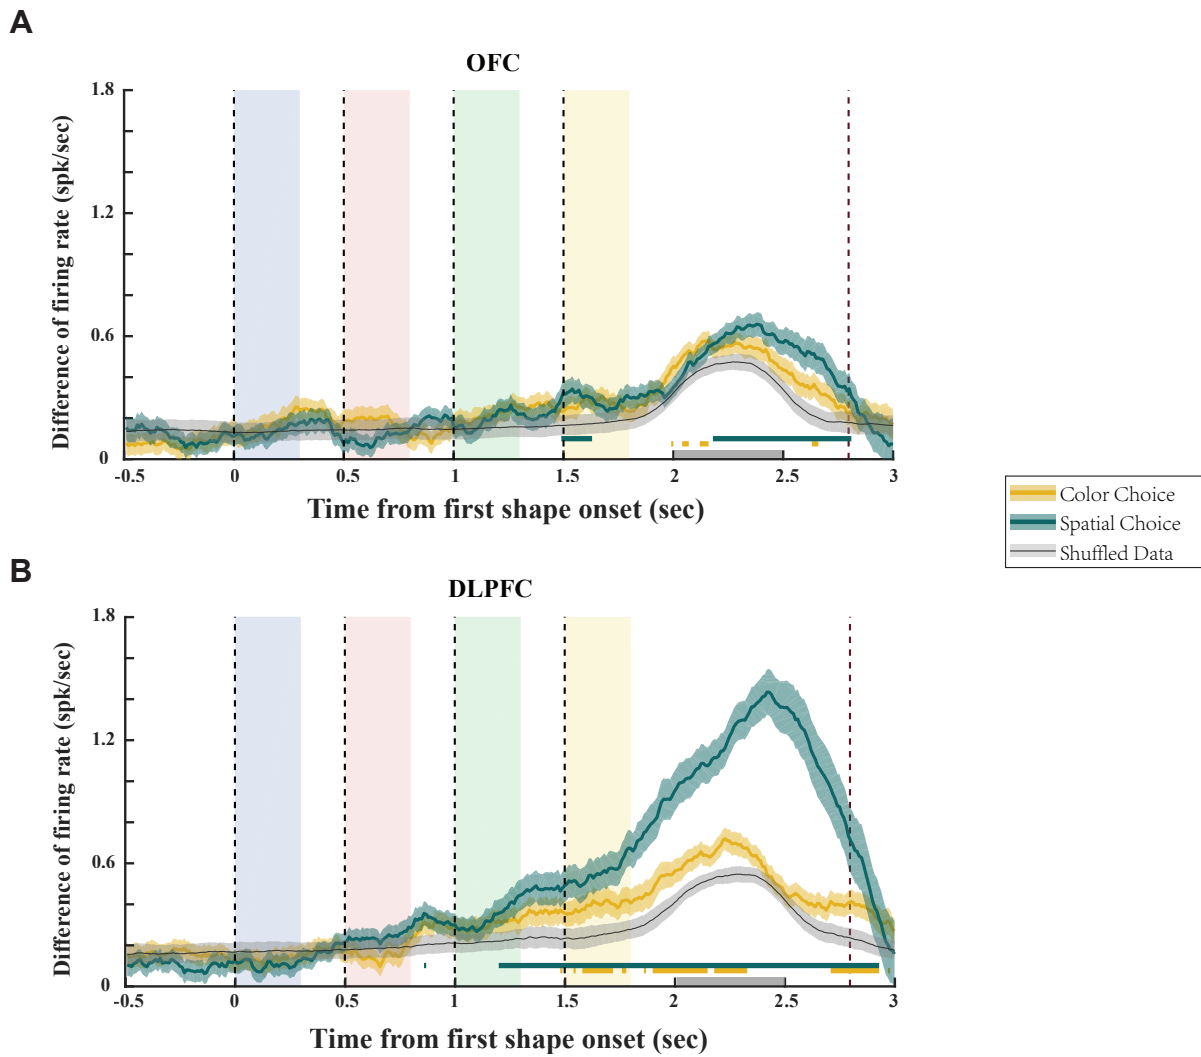 A
OFC
Difference of firing rate (spk/sec)
1.8
1.2
0.6
0
-0.5
0
0.5
1
1.5
2
2.5
3
Time from first shape onset (sec)
Color Choice
Spatial Choice
Shuffled Data
B
DLPFC
Difference of firing rate (spk/sec)
1.8
1.2
0.6
0
-0.5
0
0.5
1
1.5
2
2.5
3
Time from first shape onset (sec)